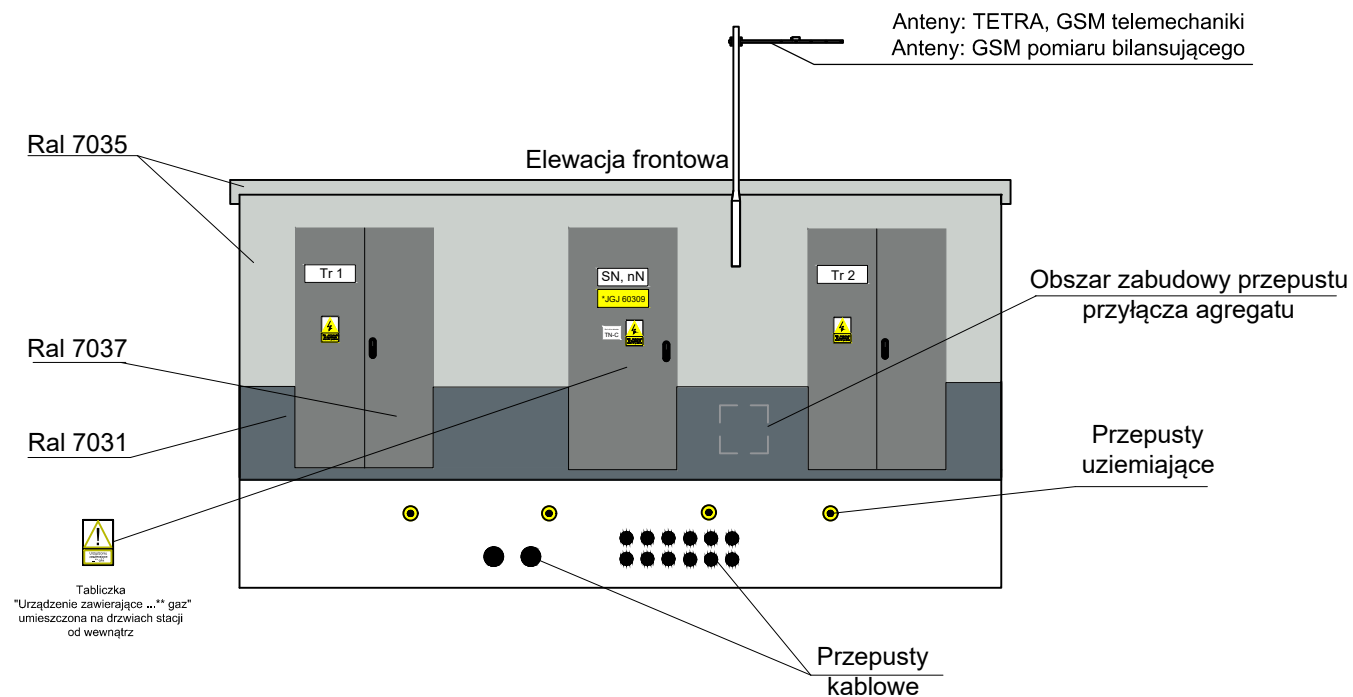 Anteny: TETRA, GSM telemechaniki
Anteny: GSM pomiaru bilansującego
Ral 7035
Elewacja frontowa
Tr 1
SN, nN
*JGJ 60309
TN-C
Tr 2
Obszar zabudowy przepustu
przyłącza agregatu
Ral 7037
Ral 7031
Przepusty
uziemiające
Tabliczka
"Urządzenie zawierające ...** gaz"
umieszczona na drzwiach stacji
od wewnątrz
Przepusty
kablowe